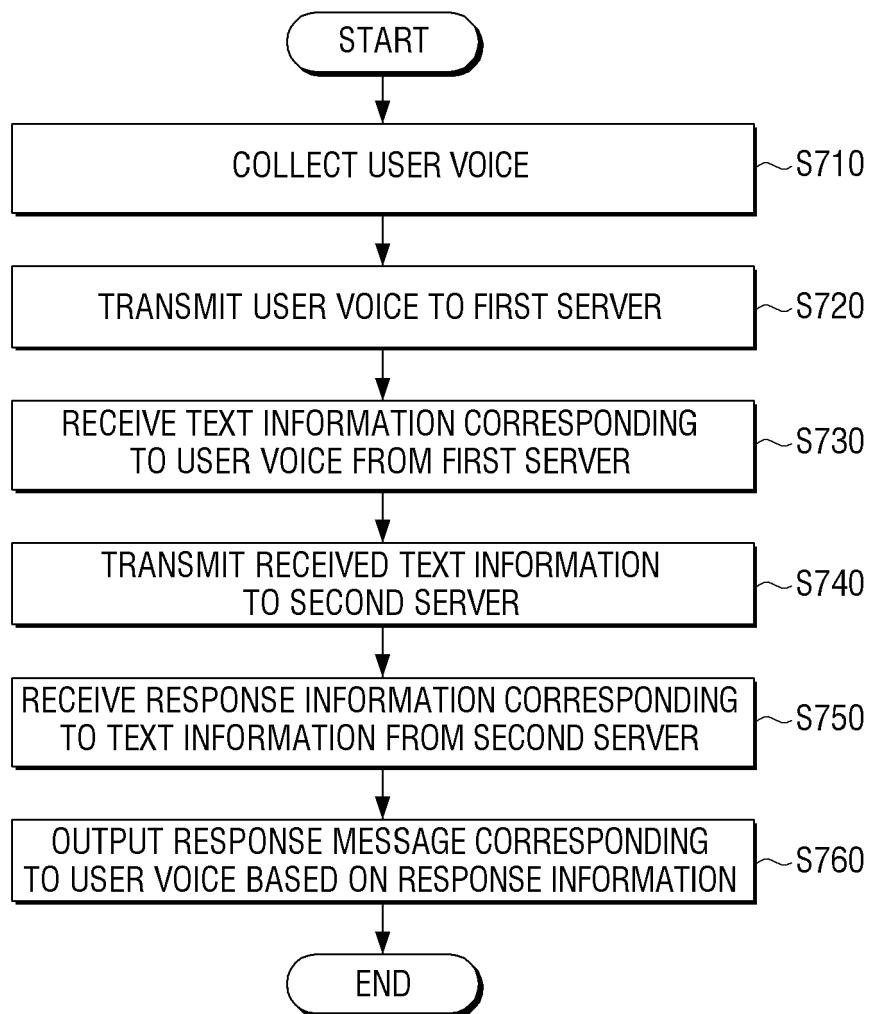 START
COLLECT USER VOICE
S710
TRANSMIT USER VOICE TO FIRST SERVER
S720
RECEIVE TEXT INFORMATION CORRESPONDING
TO USER VOICE FROM FIRST SERVER
S730
TRANSMIT RECEIVED TEXT INFORMATION
TO SECOND SERVER
S740
RECEIVE RESPONSE INFORMATION CORRESPONDING
TO TEXT INFORMATION FROM SECOND SERVER
S750
OUTPUT RESPONSE MESSAGE CORRESPONDING
TO USER VOICE BASED ON RESPONSE INFORMATION
S760
END